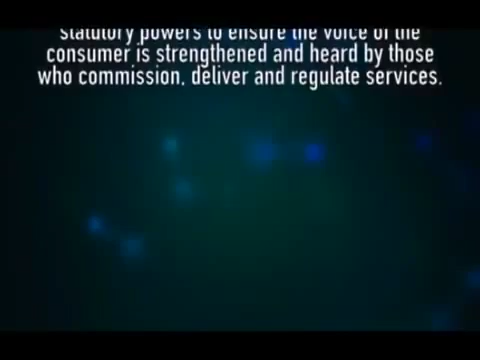 statutory powers to ensure the voice of the
consumer is strengthened and heard by those
who commission, deliver and regulate services.